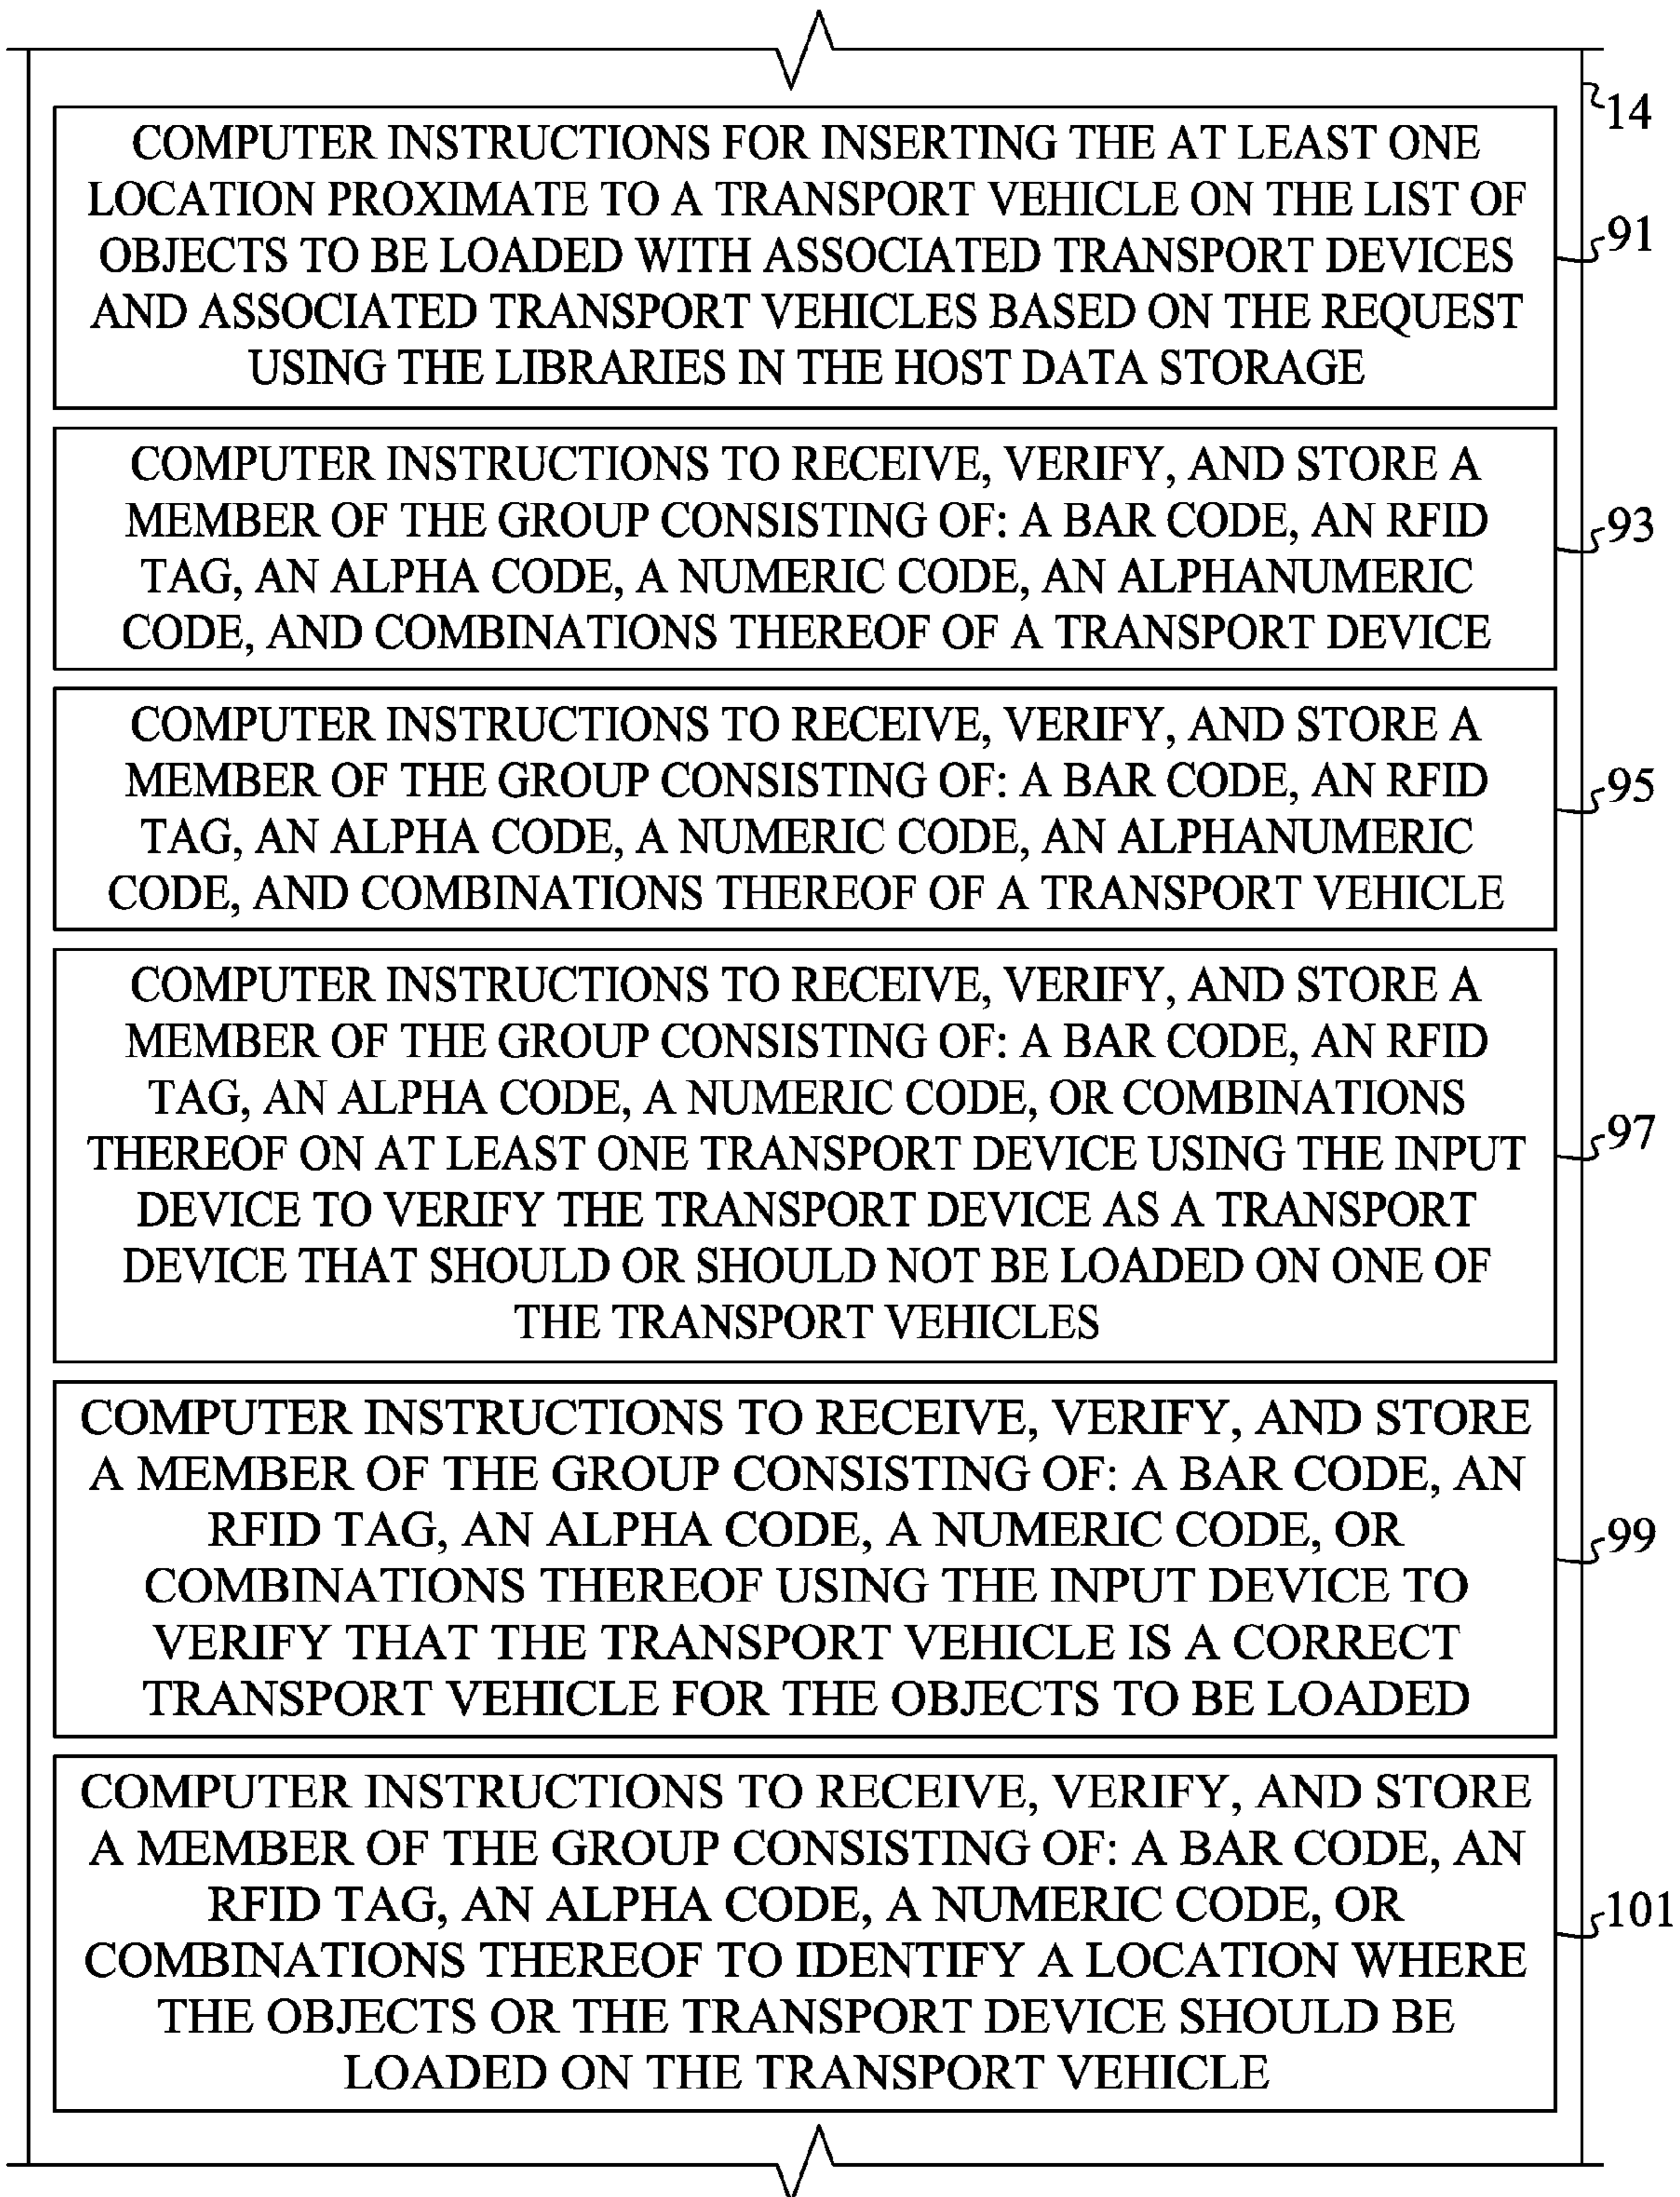 14
COMPUTER INSTRUCTIONS FOR INSERTING THE AT LEAST ONE
LOCATION PROXIMATE TO A TRANSPORT VEHICLE ON THE LIST OF
OBJECTS TO BE LOADED WITH ASSOCIATED TRANSPORT DEVICES
AND ASSOCIATED TRANSPORT VEHICLES BASED ON THE REQUEST
USING THE LIBRARIES IN THE HOST DATA STORAGE
91
COMPUTER INSTRUCTIONS TO RECEIVE, VERIFY, AND STORE A
MEMBER OF THE GROUP CONSISTING OF: A BAR CODE, AN RFID
TAG, AN ALPHA CODE, A NUMERIC CODE, AN ALPHANUMERIC
CODE, AND COMBINATIONS THEREOF OF A TRANSPORT DEVICE
93
COMPUTER INSTRUCTIONS TO RECEIVE, VERIFY, AND STORE A
MEMBER OF THE GROUP CONSISTING OF: A BAR CODE, AN RFID
TAG, AN ALPHA CODE, A NUMERIC CODE, AN ALPHANUMERIC
CODE, AND COMBINATIONS THEREOF OF A TRANSPORT VEHICLE
95
COMPUTER INSTRUCTIONS TO RECEIVE, VERIFY, AND STORE A
MEMBER OF THE GROUP CONSISTING OF: A BAR CODE, AN RFID
TAG, AN ALPHA CODE, A NUMERIC CODE, OR COMBINATIONS
THEREOF ON AT LEAST ONE TRANSPORT DEVICE USING THE INPUT
DEVICE TO VERIFY THE TRANSPORT DEVICE AS A TRANSPORT
DEVICE THAT SHOULD OR SHOULD NOT BE LOADED ON ONE OF
THE TRANSPORT VEHICLES
97
COMPUTER INSTRUCTIONS TO RECEIVE, VERIFY, AND STORE
A MEMBER OF THE GROUP CONSISTING OF: A BAR CODE, AN
RFID TAG, AN ALPHA CODE, A NUMERIC CODE, OR
COMBINATIONS THEREOF USING THE INPUT DEVICE TO
VERIFY THAT THE TRANSPORT VEHICLE IS A CORRECT
TRANSPORT VEHICLE FOR THE OBJECTS TO BE LOADED
99
COMPUTER INSTRUCTIONS TO RECEIVE, VERIFY, AND STORE
A MEMBER OF THE GROUP CONSISTING OF: A BAR CODE, AN
RFID TAG, AN ALPHA CODE, A NUMERIC CODE, OR
COMBINATIONS THEREOF TO IDENTIFY A LOCATION WHERE
THE OBJECTS OR THE TRANSPORT DEVICE SHOULD BE
LOADED ON THE TRANSPORT VEHICLE
101